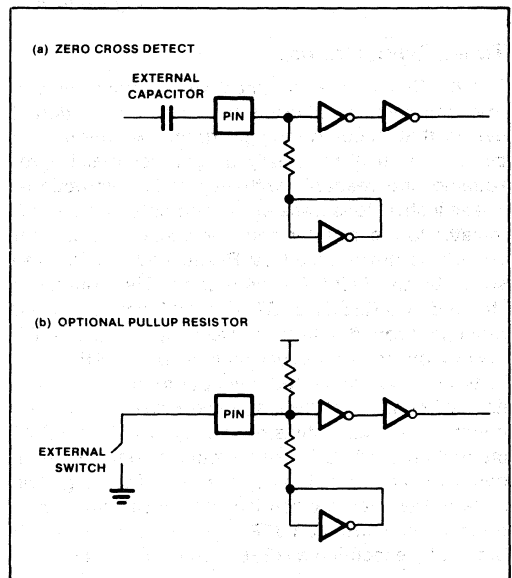 (a) ZERO CROSS DETECT
EXTERNAL
CAPACITOR
PIN
(b) OPTIONAL PULLUP RESISTOR
PIN
EXTERNAL
SWITCH